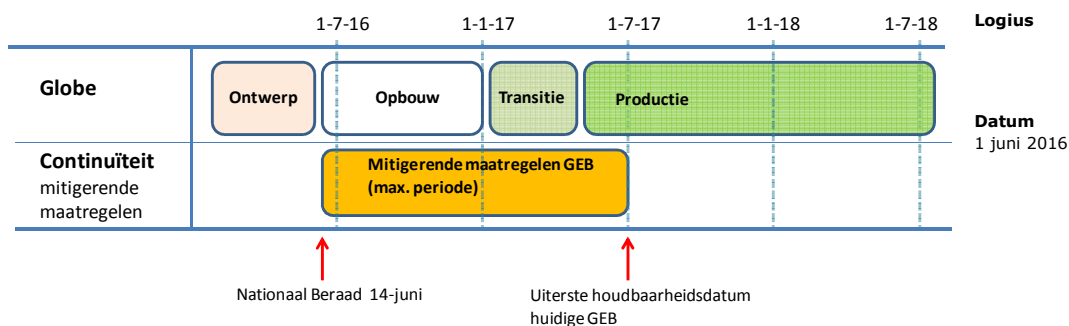 1-7-16 1-1-17 1-7-17 1-1-18 1-7-18
Logius
Globe
Ontwerp Opbouw Transitie Productie
Datum
1 juni 2016
Continuïteit
mitigerende
maatregelen
Mitigerende maatregelen GEB
(max. periode)
Nationaal Beraad 14-juni
Uiterste houdbaarheidsdatum
huidige GEB